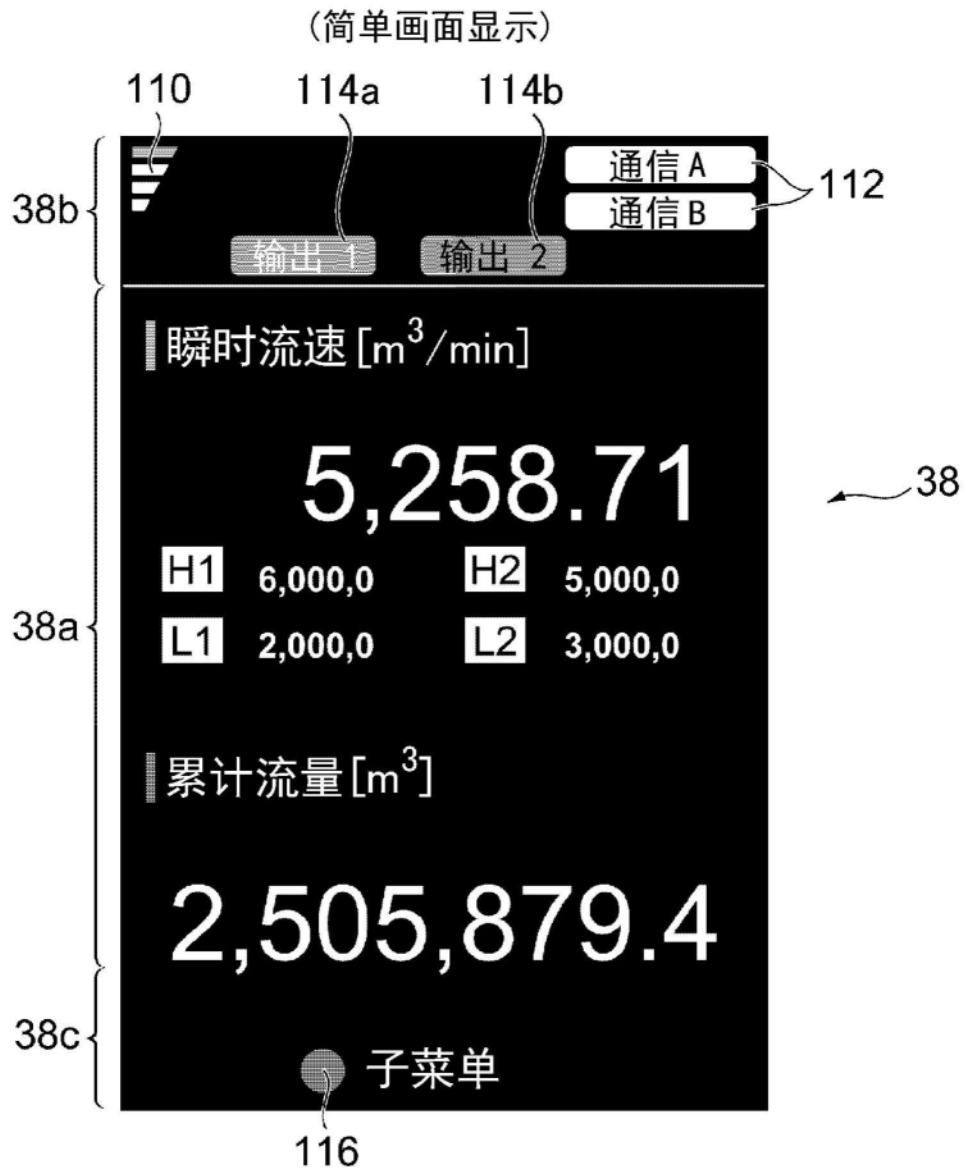 (简单画面显示)
110 114a 114b
38b
通信 A
通信 B
112
输出 1 输出 2
瞬时流速[m³/min]
5,258.71
38
H1 6,000,0 H2 5,000,0
38a
L1 2,000,0 L2 3,000,0
累计流量[m³]
2,505,879.4
38c
子菜单
116